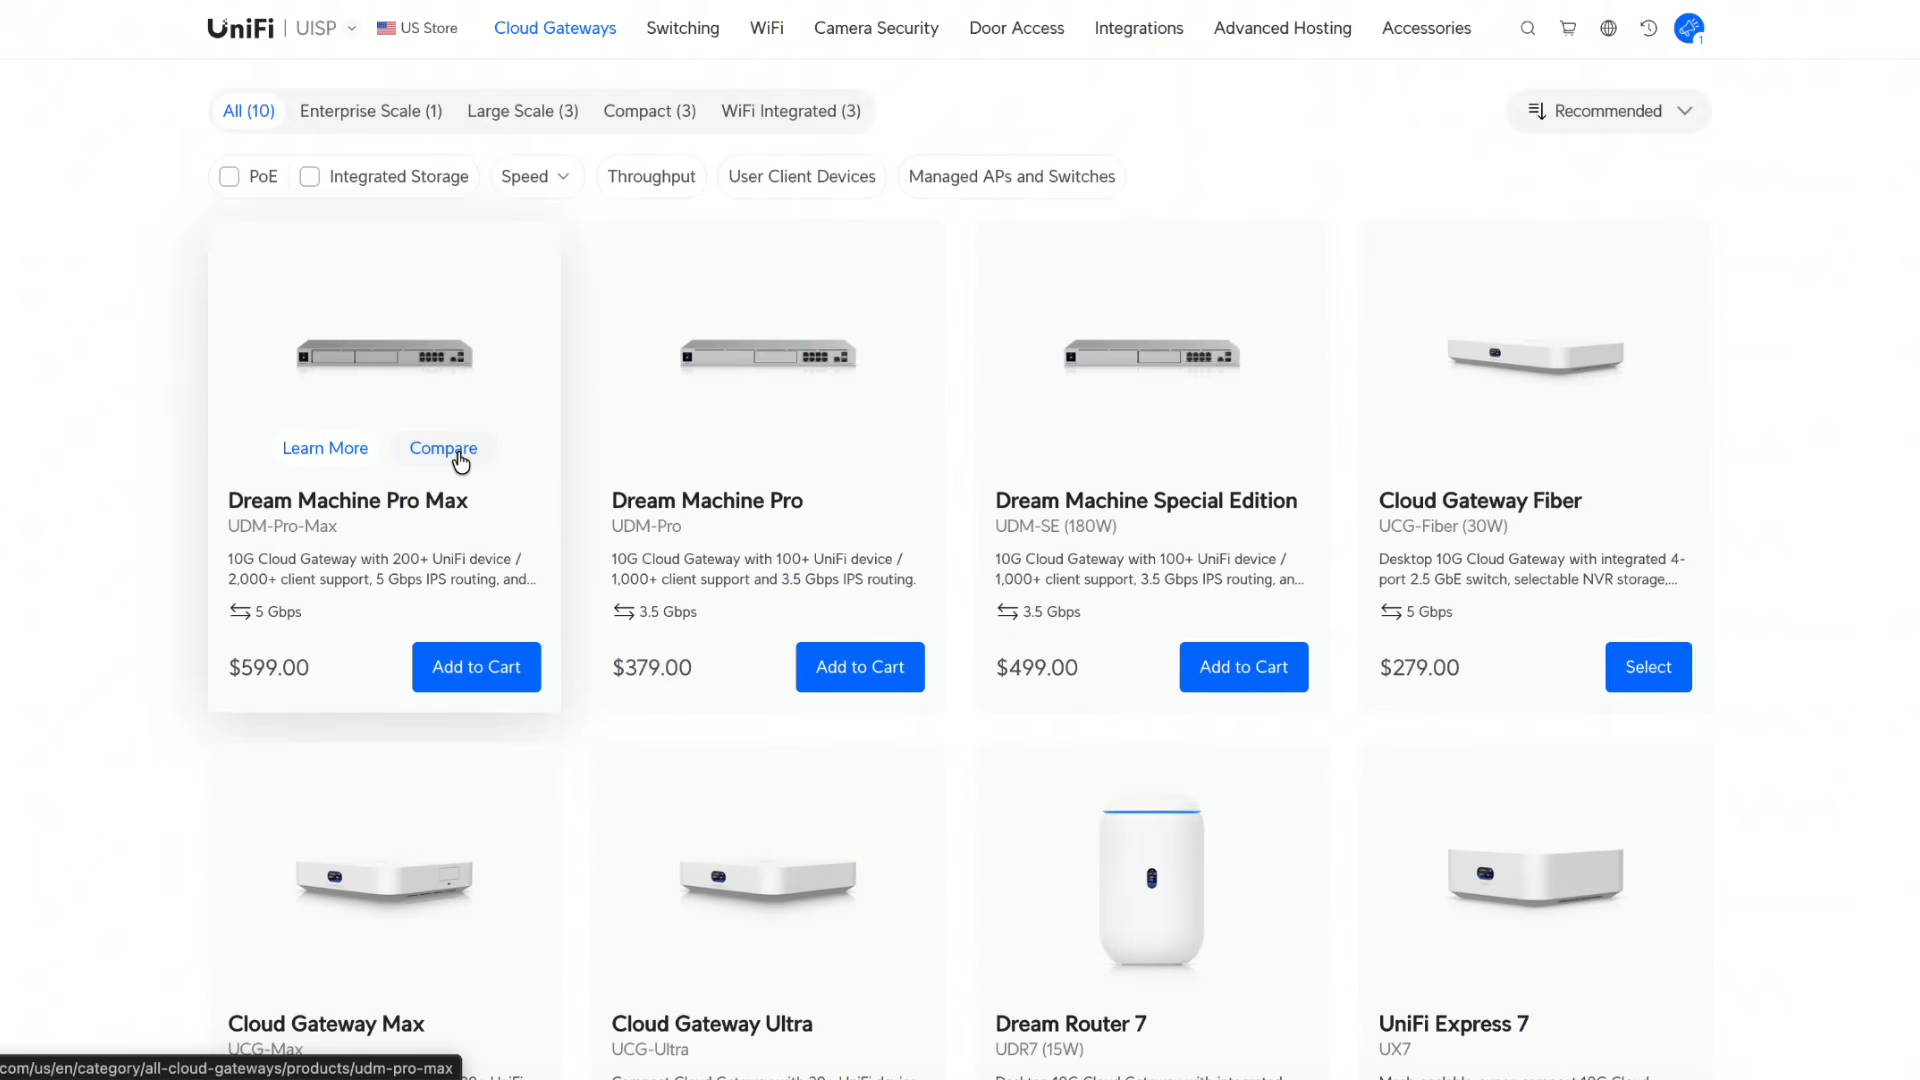 UniFi | UISP
US Store
Cloud Gateways
Switching
WiFi
Camera Security
Door Access
Integrations
Advanced Hosting
Accessories
1
All (10)
Enterprise Scale (1)
Large Scale (3)
Compact (3)
WiFi Integrated (3)
Recommended
PoE
Integrated Storage
Speed
Throughput
User Client Devices
Managed APs and Switches
Learn More
Compare
Dream Machine Pro Max
UDM-Pro-Max
10G Cloud Gateway with 200+ UniFi device /
2,000+ client support, 5 Gbps IPS routing, and...
5 Gbps
$599.00
Add to Cart
Dream Machine Pro
UDM-Pro
10G Cloud Gateway with 100+ UniFi device /
1,000+ client support and 3.5 Gbps IPS routing.
3.5 Gbps
$379.00
Add to Cart
Dream Machine Special Edition
UDM-SE (180W)
10G Cloud Gateway with 100+ UniFi device /
1,000+ client support, 3.5 Gbps IPS routing, an...
3.5 Gbps
$499.00
Add to Cart
Cloud Gateway Fiber
UCG-Fiber (30W)
Desktop 10G Cloud Gateway with integrated 4-
port 2.5 GbE switch, selectable NVR storage,...
5 Gbps
$279.00
Select
Cloud Gateway Max
UCG-Max
Cloud Gateway Ultra
UCG-Ultra
Dream Router 7
UDR7 (15W)
UniFi Express 7
UX7
com/us/en/category/all-cloud-gateways/products/udm-pro-max